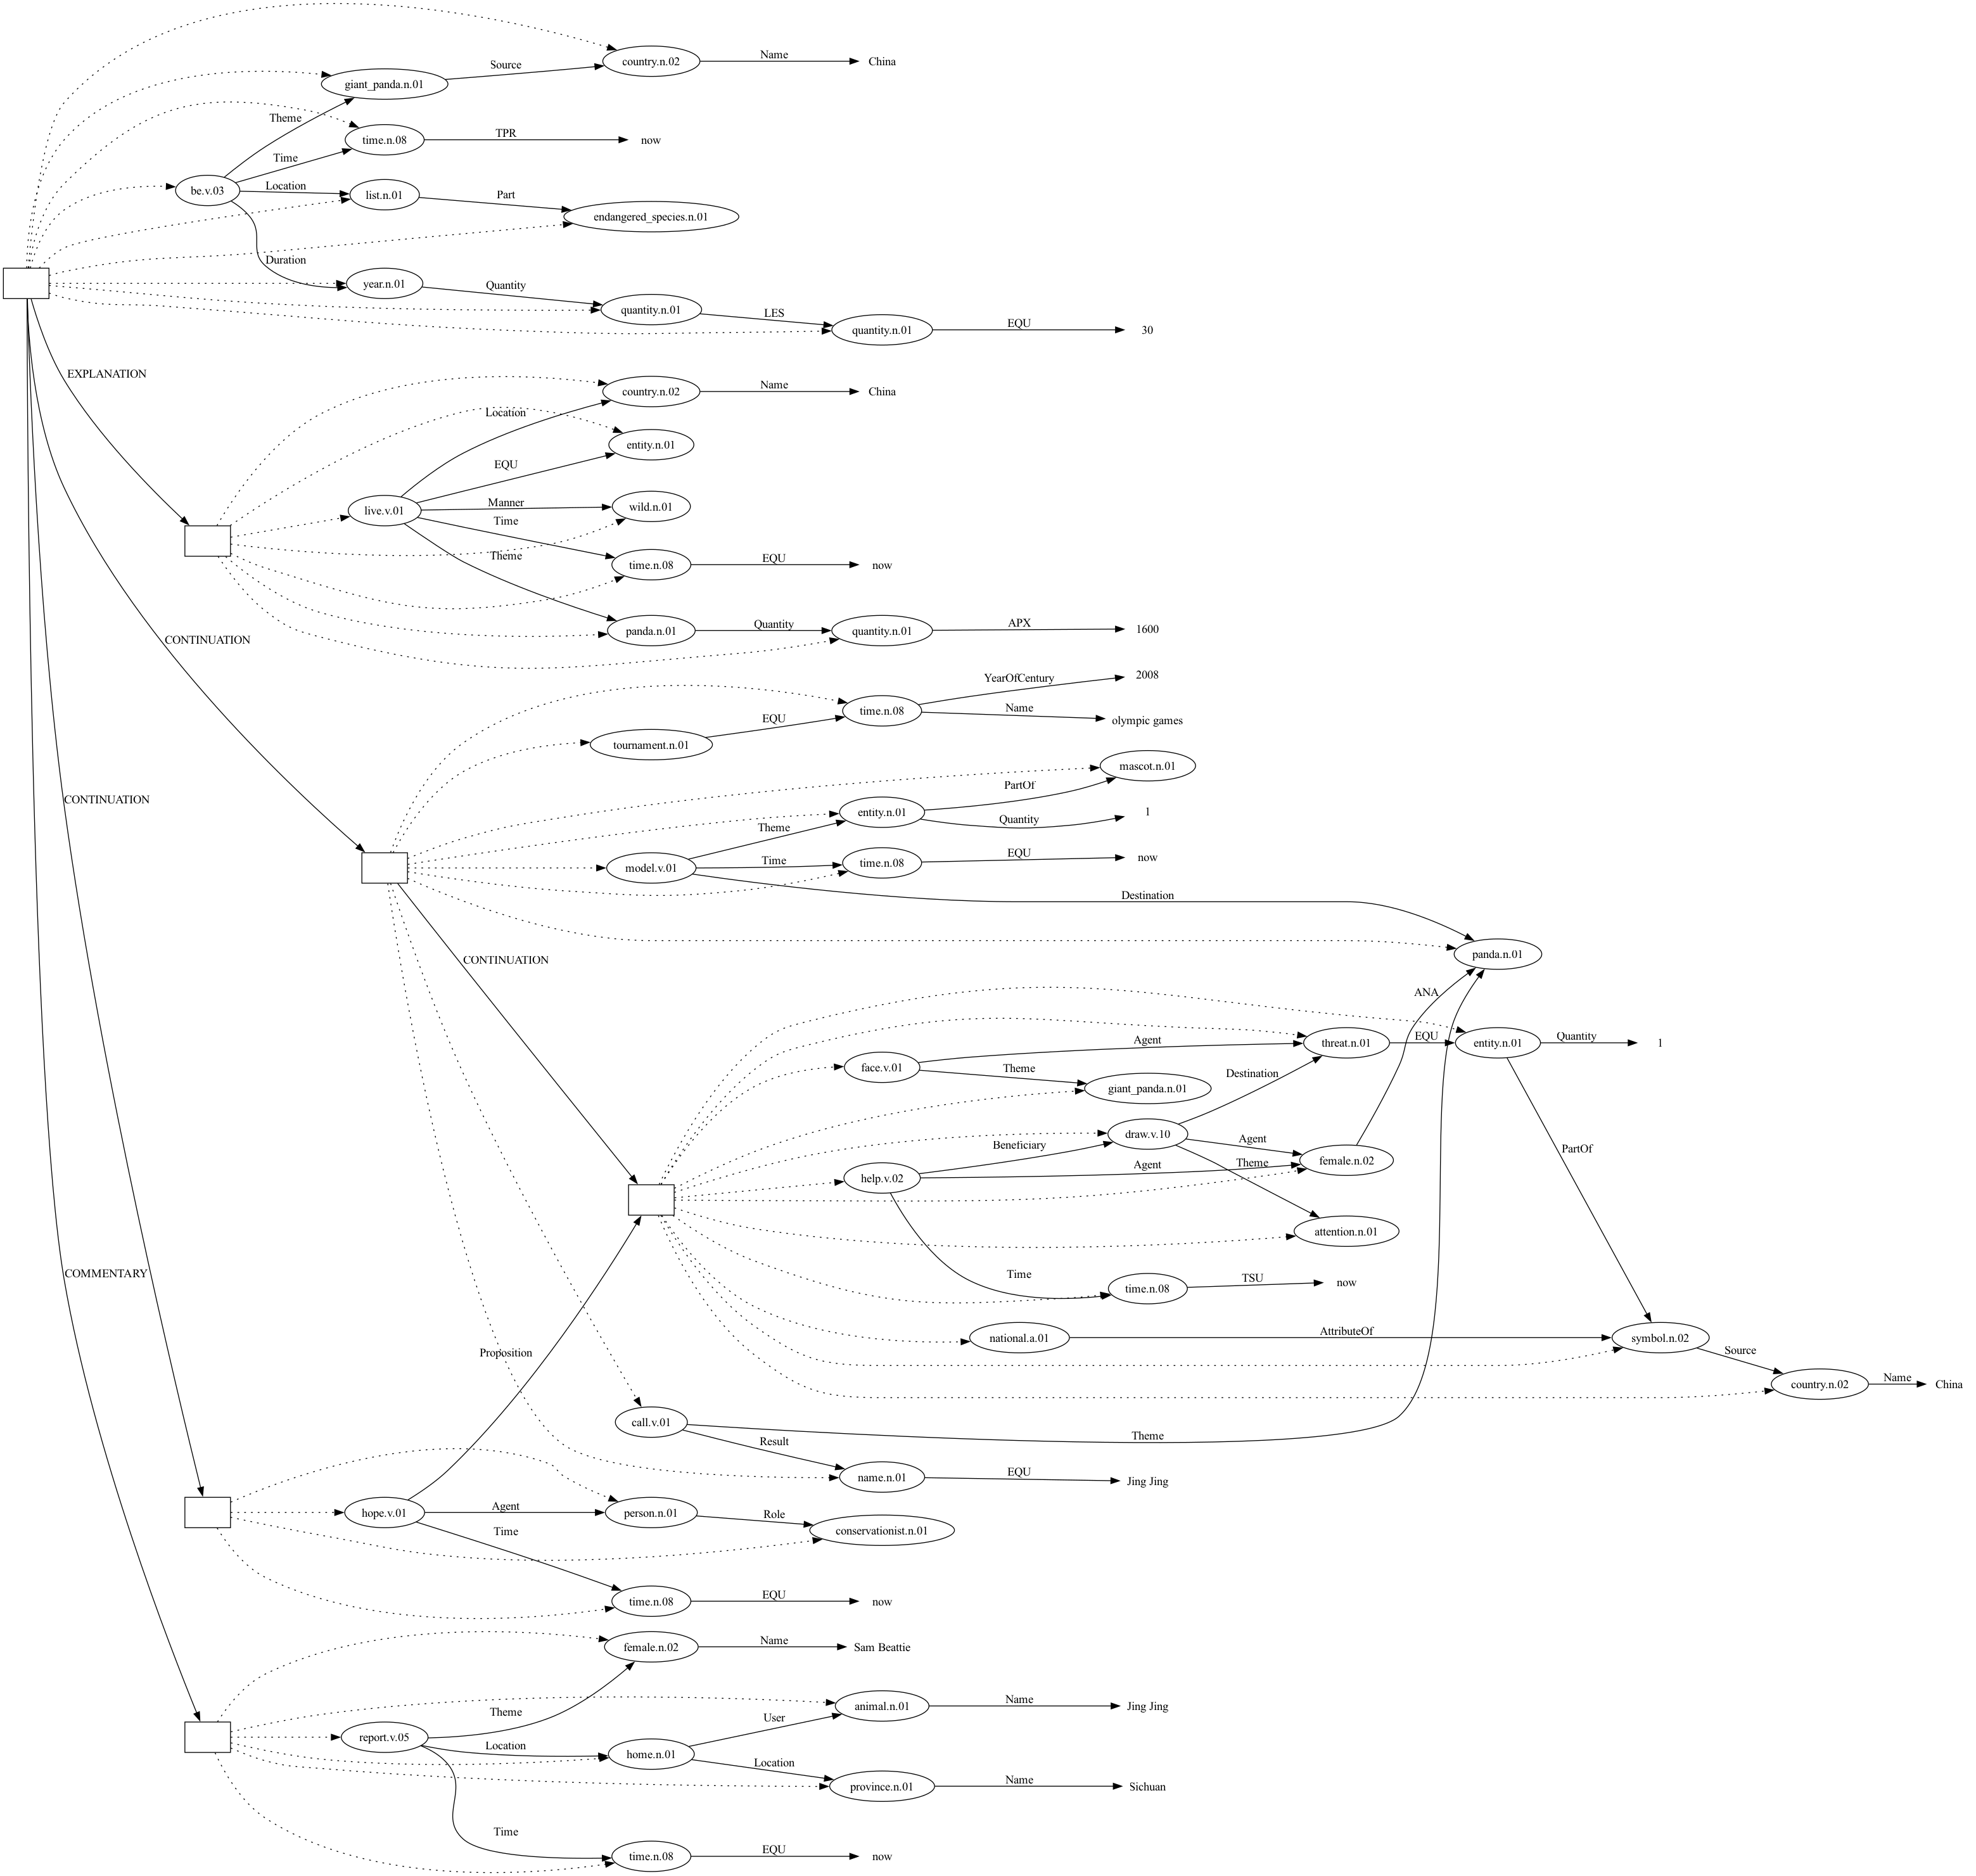 country.n.02
Name
China
giant_panda.n.01
Source
Theme
time.n.08
TPR
now
Time
be.v.03
Location
list.n.01
Part
endangered_species.n.01
Duration
year.n.01
Quantity
quantity.n.01
LES
quantity.n.01
EQU
30
EXPLANATION
country.n.02
Name
China
Location
entity.n.01
EQU
live.v.01
Manner
wild.n.01
Time
time.n.08
EQU
now
Theme
panda.n.01
Quantity
quantity.n.01
APX
1600
CONTINUATION
YearOfCentury
2008
time.n.08
Name
olympic games
tournament.n.01
EQU
mascot.n.01
PartOf
entity.n.01
Quantity
1
Theme
model.v.01
Time
time.n.08
EQU
now
Destination
panda.n.01
CONTINUATION
CONTINUATION
ANA
face.v.01
Agent
threat.n.01
EQU
entity.n.01
Quantity
1
Theme
giant_panda.n.01
Destination
draw.v.10
Beneficiary
Agent
female.n.02
Theme
help.v.02
Agent
PartOf
attention.n.01
Time
time.n.08
TSU
now
COMMENTARY
national.a.01
AttributeOf
symbol.n.02
Source
country.n.02
Name
China
Proposition
call.v.01
Theme
Result
name.n.01
EQU
Jing Jing
hope.v.01
Agent
person.n.01
Role
conservationist.n.01
Time
time.n.08
EQU
now
female.n.02
Name
Sam Beattie
Theme
report.v.05
Location
home.n.01
User
animal.n.01
Name
Jing Jing
Location
province.n.01
Name
Sichuan
Time
time.n.08
EQU
now